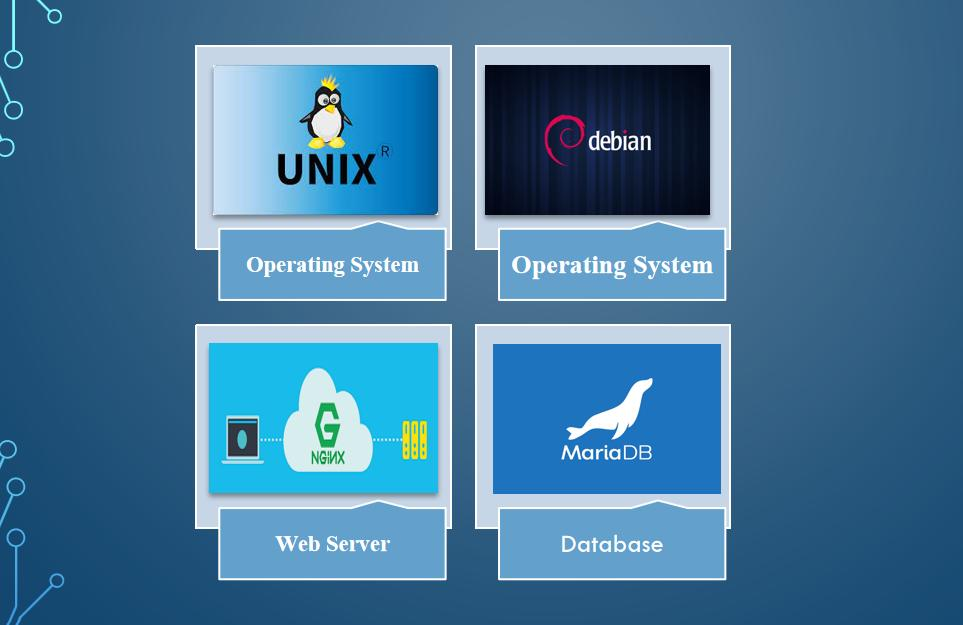 UNIX®
debian
Operating System
Operating System
G
NGiNX
MariaDB
Web Server
Database